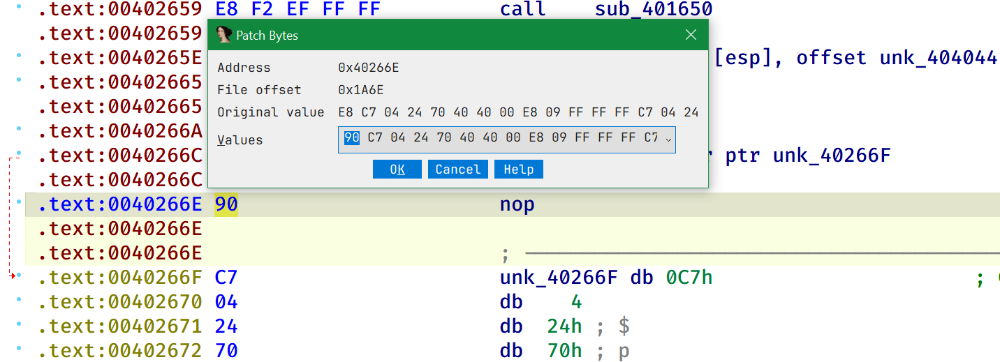 .text:00402659 E8 F2 EF FF FF call sub_401650
.text:00402659
Patch Bytes
.text:0040265E [esp], offset unk_404044
Address 0x40266E
.text:00402665
File offset 0x1A6E
.text:00402665
Original value E8 C7 04 24 70 40 40 00 E8 09 FF FF FF C7 04 24
.text:0040266A
Values 90 C7 04 24 70 40 40 00 E8 09 FF FF FF C7
.text:0040266C ptr unk_40266F
OK Cancel Help
.text:0040266C
.text:0040266E 90 nop
.text:0040266E
.text:0040266E ;
.text:0040266F C7 unk_40266F db 0C7h ;
.text:00402670 04 db 4
.text:00402671 24 db 24h ; $
.text:00402672 70 db 70h ; p